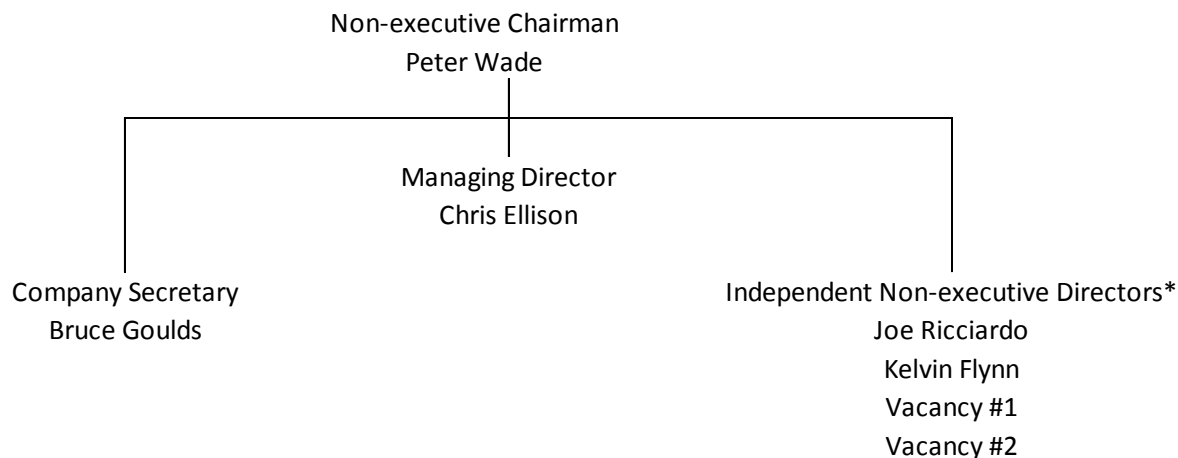 Non-executive Chairman
Peter Wade
Managing Director
Chris Ellison
Company Secretary
Bruce Goulds
Independent Non-executive Directors*
Joe Ricciardo
Kelvin Flynn
Vacancy #1
Vacancy #2